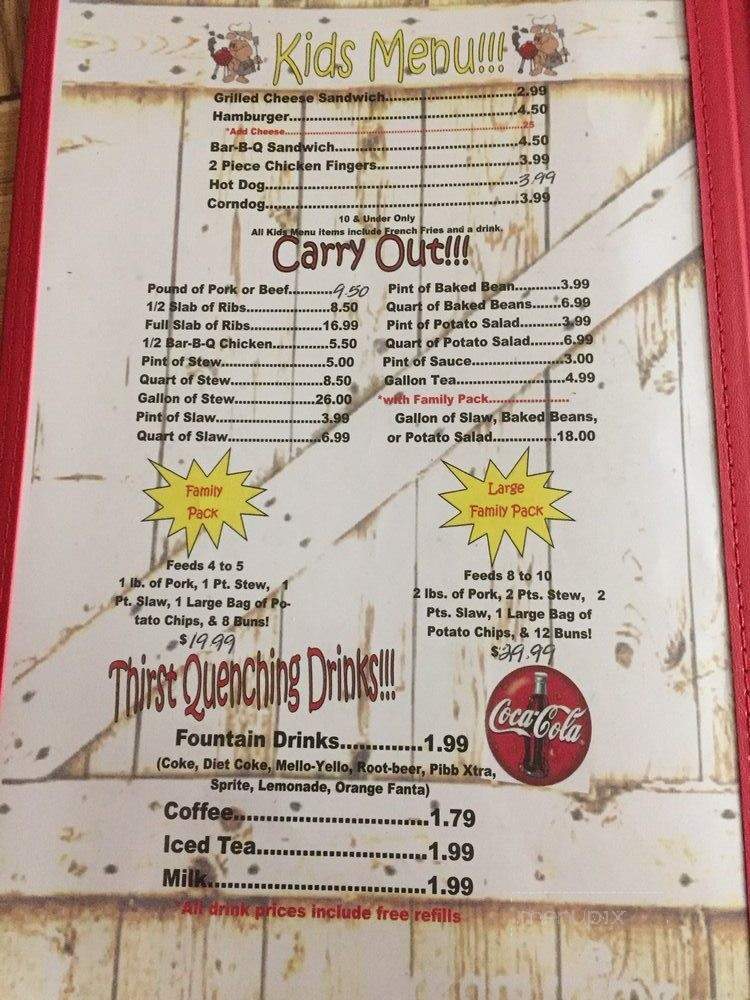 Kids Menu!!!
Grilled Cheese Sandwich..............................2.99
Hamburger..................................................4.50
*Add Cheese..............................................................25
Bar-B-Q Sandwich.......................................4.50
2 Piece Chicken Fingers..............................3.99
Hot Dog.......................................................3.99
Corndog......................................................3.99
10 & Under Only
All Kids Menu items include French Fries and a drink.
Carry Out!!!
Pound of Pork or Beef..........9.50
1/2 Slab of Ribs...................8.50
Full Slab of Ribs................16.99
1/2 Bar-B-Q Chicken............5.50
Pint of Stew.......................5.00
Quart of Stew....................8.50
Gallon of Stew..................26.00
Pint of Slaw......................3.99
Quart of Slaw....................6.99
Pint of Baked Bean...........3.99
Quart of Baked Beans.......6.99
Pint of Potato Salad..........3.99
Quart of Potato Salad........6.99
Pint of Sauce....................3.00
Gallon Tea........................4.99
*with Family Pack.....................
Gallon of Slaw, Baked Beans,
or Potato Salad...............18.00
Family
Pack
Feeds 4 to 5
1 lb. of Pork, 1 Pt. Stew, 1
Pt. Slaw, 1 Large Bag of Po-
tato Chips, & 8 Buns!
$19.99
Large
Family Pack
Feeds 8 to 10
2 lbs. of Pork, 2 Pts. Stew, 2
Pts. Slaw, 1 Large Bag of
Potato Chips, & 12 Buns!
$29.99
Thirst Quenching Drinks!!!
Coca-Cola
Fountain Drinks.............1.99
(Coke, Diet Coke, Mello-Yello, Root-beer, Pibb Xtra,
Sprite, Lemonade, Orange Fanta)
Coffee..............................1.79
Iced Tea..........................1.99
Milk..................................1.99
*All drink prices include free refills
menupix